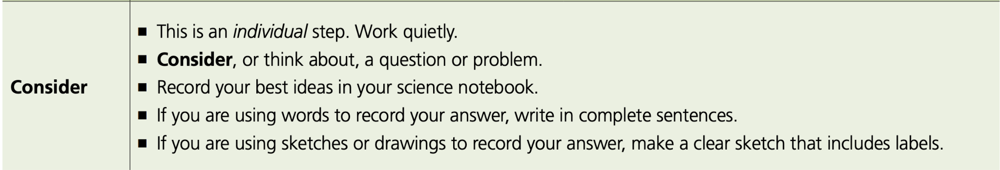 Consider
■ This is an individual step. Work quietly.
■ Consider, or think about, a question or problem.
■ Record your best ideas in your science notebook.
■ If you are using words to record your answer, write in complete sentences.
■ If you are using sketches or drawings to record your answer, make a clear sketch that includes labels.